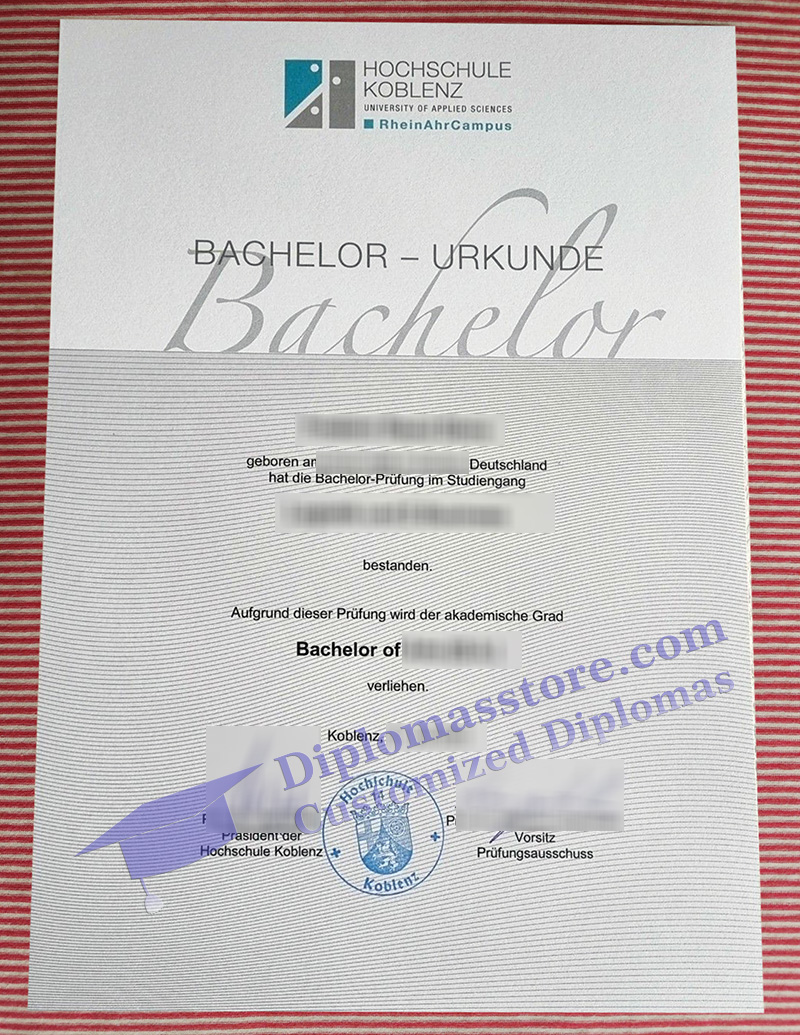 HOCHSCHULE
KOBLENZ
UNIVERSITY OF APPLIED SCIENCES
RheinAhrCampus
BACHELOR – URKUNDE
Bachelor
geboren am Deutschland
hat die Bachelor-Prüfung im Studiengang
bestanden.
Aufgrund dieser Prüfung wird der akademische Grad
Bachelor of
verliehen.
Koblenz,
Diplomasstore.com
Customized Diplomas
Präsident der
Hochschule Koblenz
Hochschule
Koblenz
Vorsitz
Prüfungsausschuss